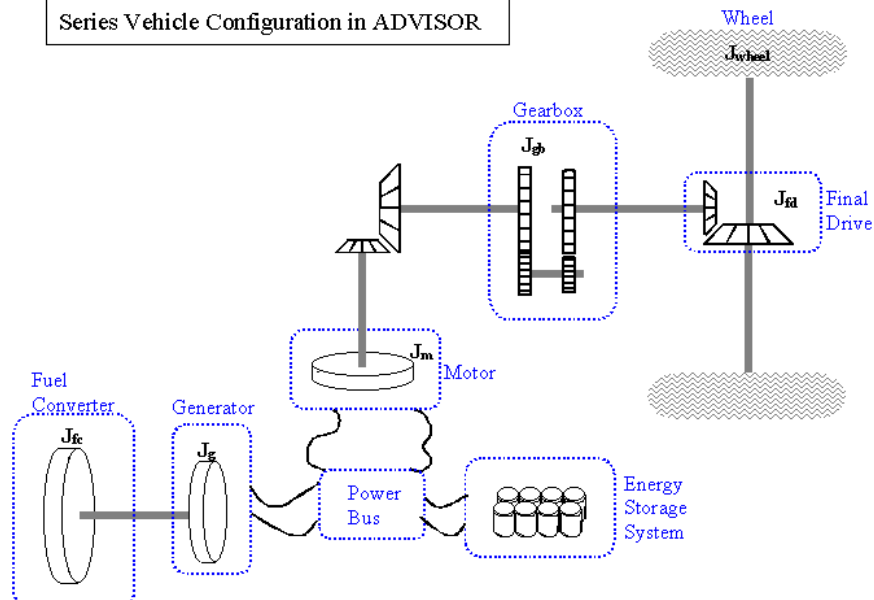 Series Vehicle Configuration in ADVISOR
Wheel
Jwheel
Gearbox
Jgb
Jfd
Final
Drive
Jm
Motor
Fuel
Converter
Jfc
Generator
Jg
Power
Bus
Energy
Storage
System